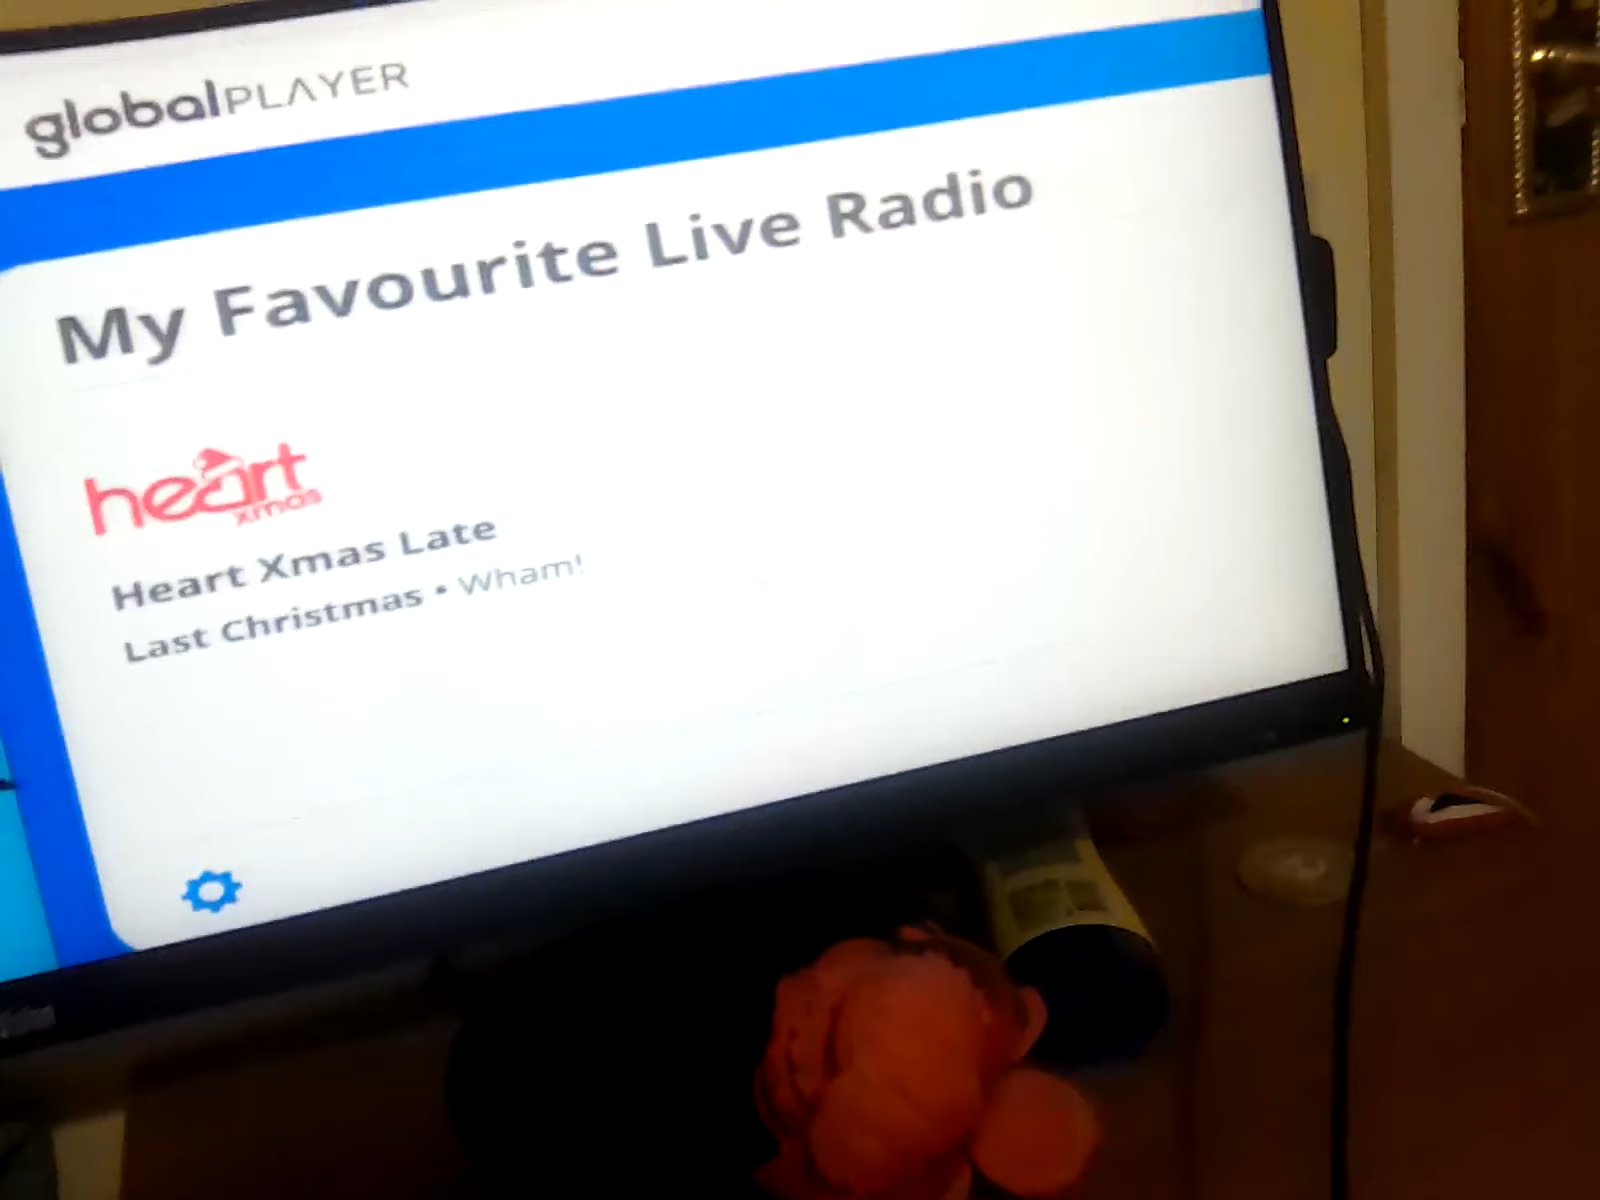 globalPLAYER
My Favourite Live Radio
heart
xmas
Heart Xmas Late
Last Christmas • Wham!